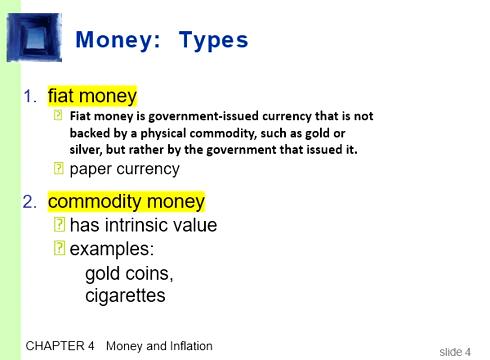 Money: Types
1. fiat money
Fiat money is government-issued currency that is not
backed by a physical commodity, such as gold or
silver, but rather by the government that issued it.
paper currency
2. commodity money
has intrinsic value
examples:
gold coins,
cigarettes
CHAPTER 4 Money and Inflation
slide 4